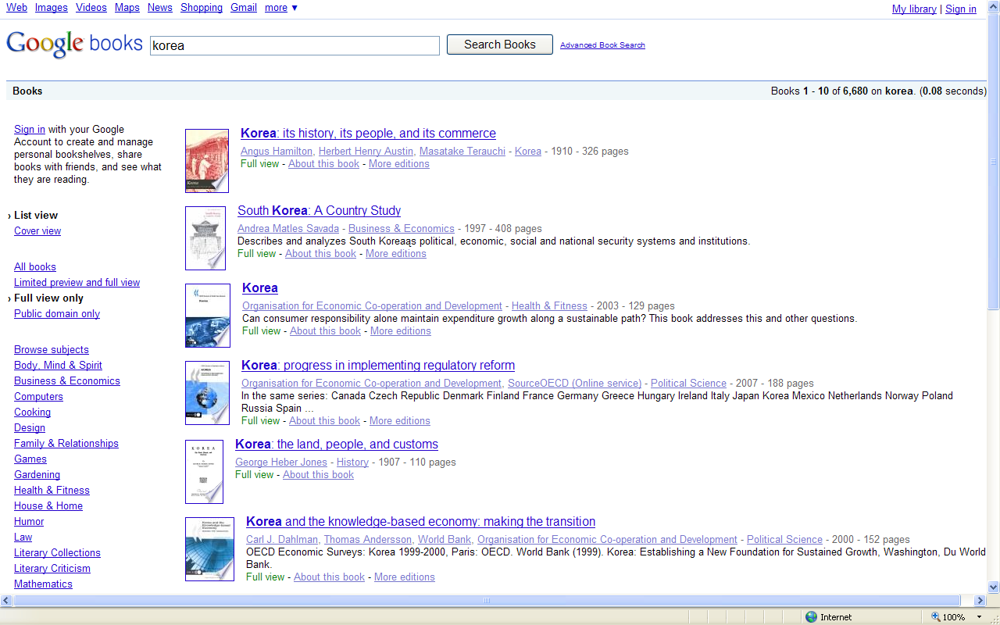 Web Images Videos Maps News Shopping Gmail more ▼
My library | Sign in
Google books korea Search Books Advanced Book Search
Books
Books 1 - 10 of 6,680 on korea. (0.08 seconds)
Sign in with your Google
Account to create and manage
personal bookshelves, share
books with friends, and see what
they are reading.
› List view
Cover view
All books
Limited preview and full view
› Full view only
Public domain only
Browse subjects
Body, Mind & Spirit
Business & Economics
Computers
Cooking
Design
Family & Relationships
Games
Gardening
Health & Fitness
House & Home
Humor
Law
Literary Collections
Literary Criticism
Mathematics
Korea: its history, its people, and its commerce
Angus Hamilton, Herbert Henry Austin, Masatake Terauchi - Korea - 1910 - 326 pages
Full view - About this book - More editions
South Korea: A Country Study
Andrea Matles Savada - Business & Economics - 1997 - 408 pages
Describes and analyzes South Koreaąs political, economic, social and national security systems and institutions.
Full view - About this book - More editions
Korea
Organisation for Economic Co-operation and Development - Health & Fitness - 2003 - 129 pages
Can consumer responsibility alone maintain expenditure growth along a sustainable path? This book addresses this and other questions.
Full view - About this book - More editions
Korea: progress in implementing regulatory reform
Organisation for Economic Co-operation and Development, SourceOECD (Online service) - Political Science - 2007 - 188 pages
In the same series: Canada Czech Republic Denmark Finland France Germany Greece Hungary Ireland Italy Japan Korea Mexico Netherlands Norway Poland
Russia Spain ...
Full view - About this book - More editions
KOREA
Korea: the land, people, and customs
George Heber Jones - History - 1907 - 110 pages
Full view - About this book
Korea and the knowledge-based economy: making the transition
Carl J. Dahlman, Thomas Andersson, World Bank, Organisation for Economic Co-operation and Development - Political Science - 2000 - 152 pages
OECD Economic Surveys: Korea 1999-2000, Paris: OECD. World Bank (1999). Korea: Establishing a New Foundation for Sustained Growth, Washington, Du World
Bank.
Full view - About this book - More editions
Internet
100%